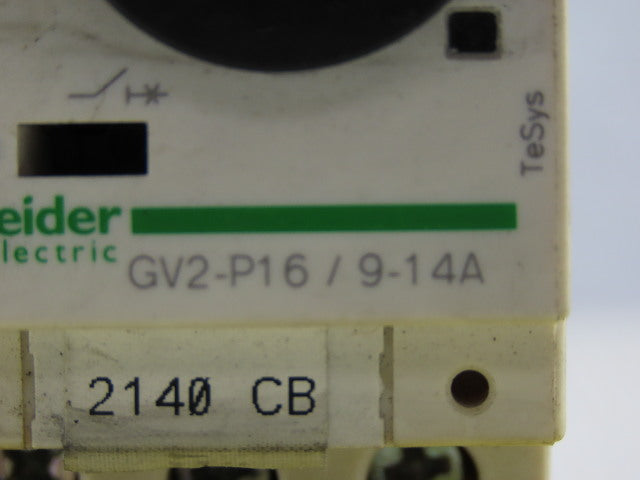 TeSys
eider
lectric
GV2-P16 / 9-14A
2140 CB